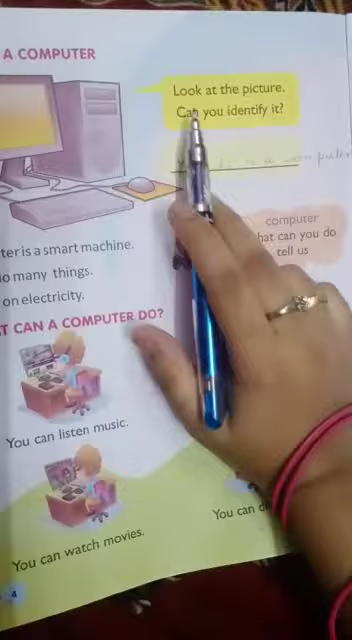 A COMPUTER
Look at the picture.
Can you identify it?
is a computer
ter is a smart machine.
o many things.
on electricity.
computer
hat can you do
tell us
T CAN A COMPUTER DO?
You can listen music.
You can watch movies.
You can d
4